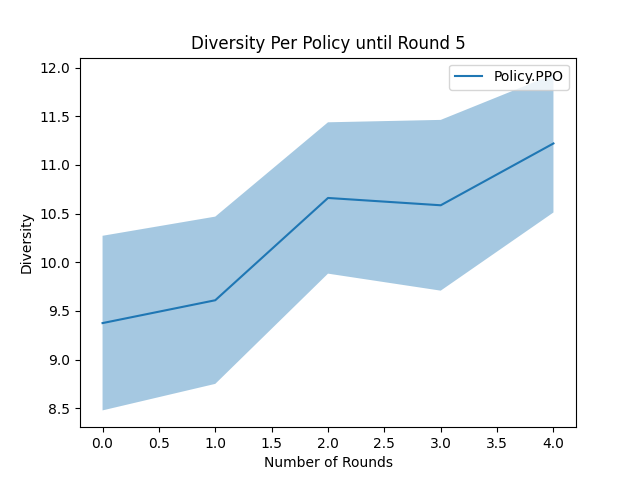 Diversity Per Policy until Round 5
Policy.PPO
12.0
11.5
11.0
10.5
10.0
9.5
9.0
8.5
Diversity
0.0 0.5 1.0 1.5 2.0 2.5 3.0 3.5 4.0
Number of Rounds